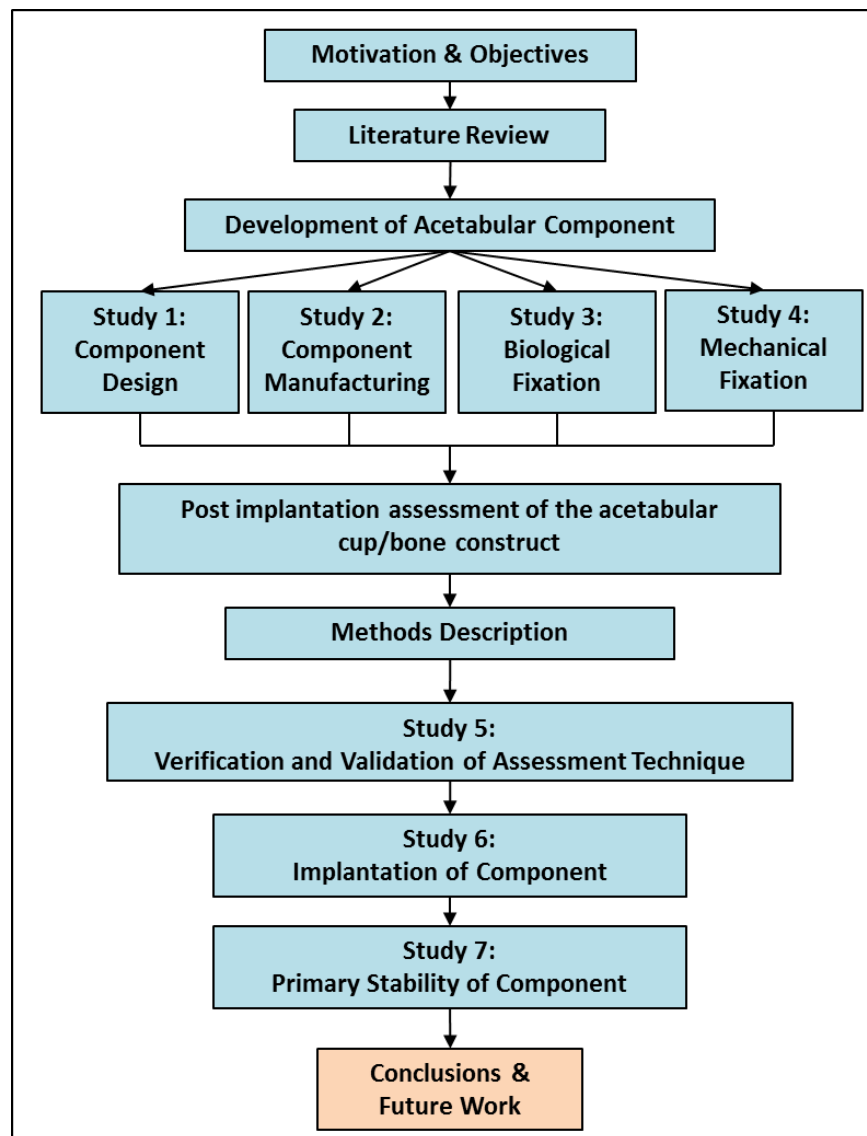 Motivation & Objectives
Literature Review
Development of Acetabular Component
Study 1:
Component
Design
Study 2:
Component
Manufacturing
Study 3:
Biological
Fixation
Study 4:
Mechanical
Fixation
Post implantation assessment of the acetabular
cup/bone construct
Methods Description
Study 5:
Verification and Validation of Assessment Technique
Study 6:
Implantation of Component
Study 7:
Primary Stability of Component
Conclusions &
Future Work